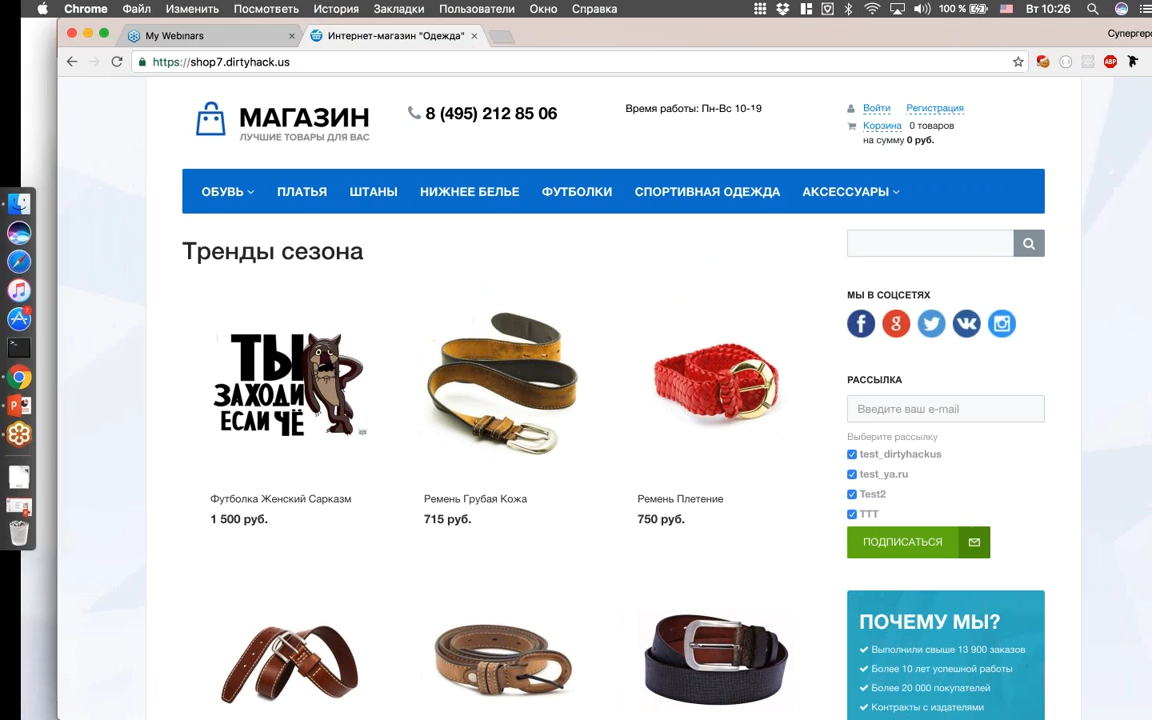 Chrome Файл Изменить Посмотреть История Закладки Пользователи Окно Справка 100 % Вт 10:26
My Webinars × Интернет-магазин "Одежда" × Супергеро
https://shop7.dirtyhack.us
МАГАЗИН
ЛУЧШИЕ ТОВАРЫ ДЛЯ ВАС
8 (495) 212 85 06
Время работы: Пн-Вс 10-19
Войти Регистрация
Корзина 0 товаров
на сумму 0 руб.
ОБУВЬ ПЛАТЬЯ ШТАНЫ НИЖНЕЕ БЕЛЬЕ ФУТБОЛКИ СПОРТИВНАЯ ОДЕЖДА АКСЕССУАРЫ
Тренды сезона
ТЫ
ЗАХОДИ
ЕСЛИ ЧЁ
Футболка Женский Сарказм
1 500 руб.
Ремень Грубая Кожа
715 руб.
Ремень Плетение
750 руб.
МЫ В СОЦСЕТЯХ
РАССЫЛКА
Введите ваш e-mail
Выберите рассылку
test_dirtyhackus
test_ya.ru
Test2
TTT
ПОДПИСАТЬСЯ
ПОЧЕМУ МЫ?
Выполнили свыше 13 900 заказов
Более 10 лет успешной работы
Более 20 000 покупателей
Контракты с издателями